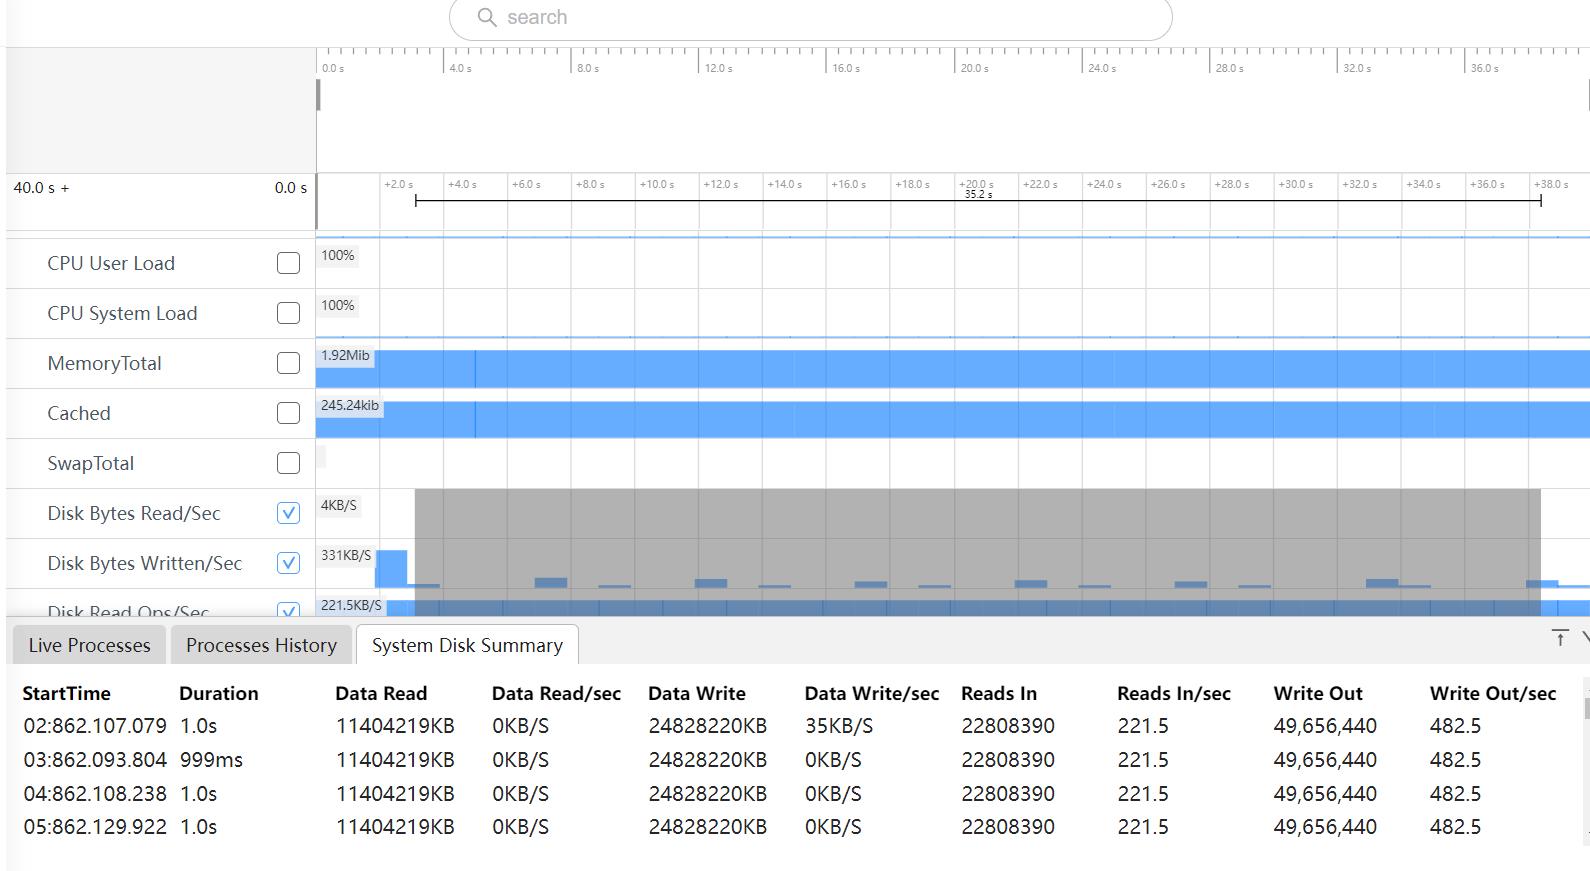 search
0.0 s 4.0 s 8.0 s 12.0 s 16.0 s 20.0 s 24.0 s 28.0 s 32.0 s 36.0 s
40.0 s + 0.0 s +2.0 s +4.0 s +6.0 s +8.0 s +10.0 s +12.0 s +14.0 s +16.0 s +18.0 s +20.0 s +22.0 s +24.0 s +26.0 s +28.0 s +30.0 s +32.0 s +34.0 s +36.0 s +38.0 s
35.2 s
CPU User Load 100%
CPU System Load 100%
MemoryTotal 1.92Mib
Cached 245.24kib
SwapTotal
Disk Bytes Read/Sec 4KB/S
Disk Bytes Written/Sec 331KB/S
Disk Read Ops/Sec 221.5KB/S
Live Processes Processes History System Disk Summary
StartTime Duration Data Read Data Read/sec Data Write Data Write/sec Reads In Reads In/sec Write Out Write Out/sec
02:862.107.079 1.0s 11404219KB 0KB/S 24828220KB 35KB/S 22808390 221.5 49,656,440 482.5
03:862.093.804 999ms 11404219KB 0KB/S 24828220KB 0KB/S 22808390 221.5 49,656,440 482.5
04:862.108.238 1.0s 11404219KB 0KB/S 24828220KB 0KB/S 22808390 221.5 49,656,440 482.5
05:862.129.922 1.0s 11404219KB 0KB/S 24828220KB 0KB/S 22808390 221.5 49,656,440 482.5